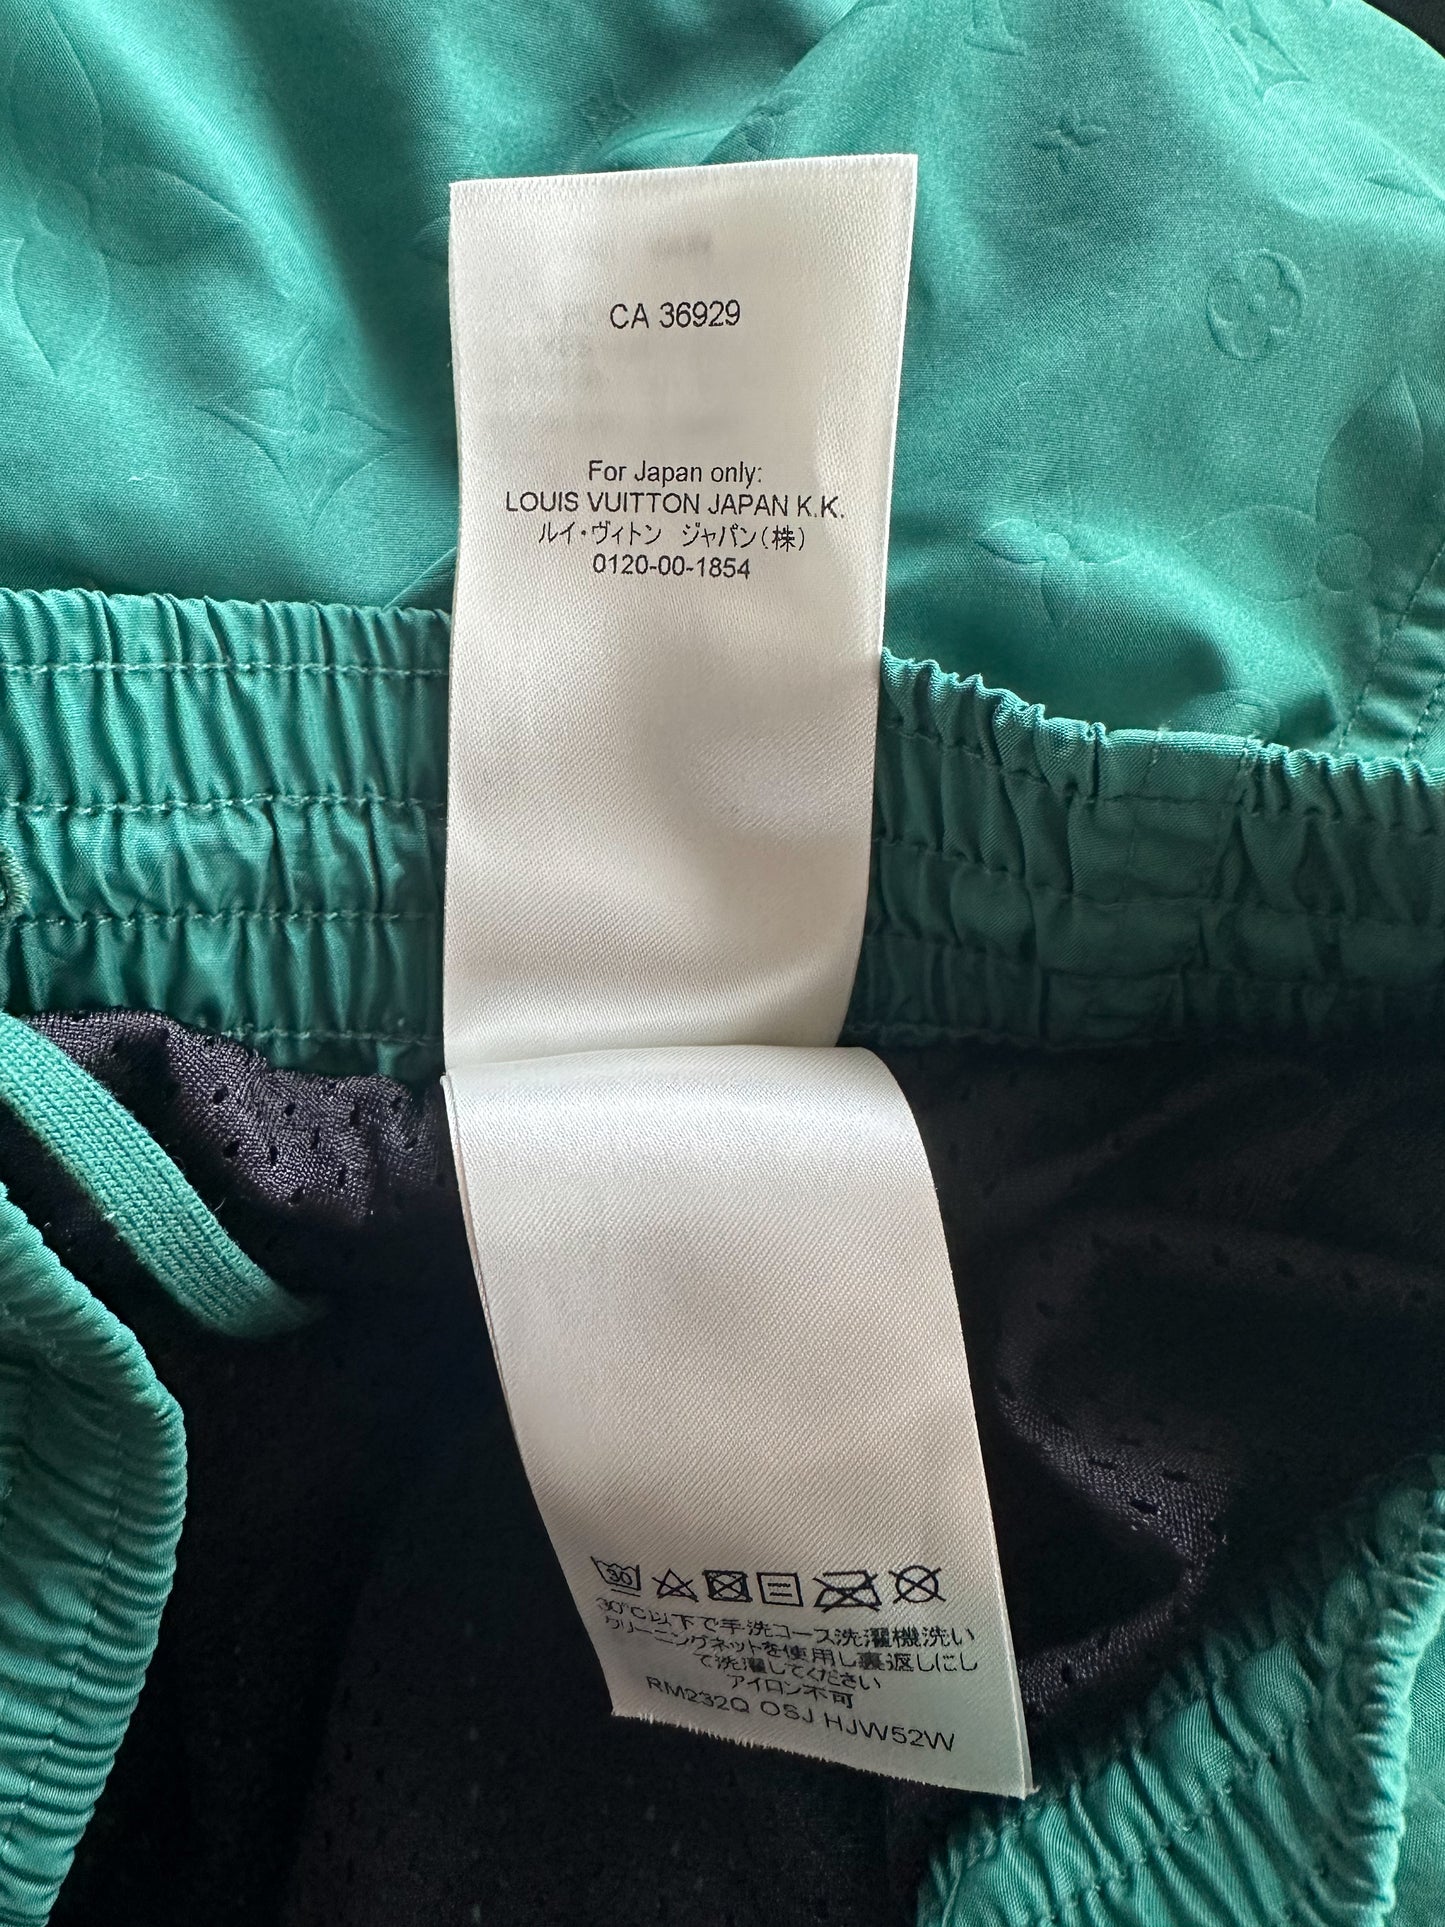 CA 36929
For Japan only:
LOUIS VUITTON JAPAN K.K.
ルイ・ヴィトン ジャパン(株)
0120-00-1854
30
30℃以下で手洗コース洗濯機洗い
クリーニングネットを使用し裏返しにし
て洗濯してください
アイロン不可
RM232Q OSJ HJW52W